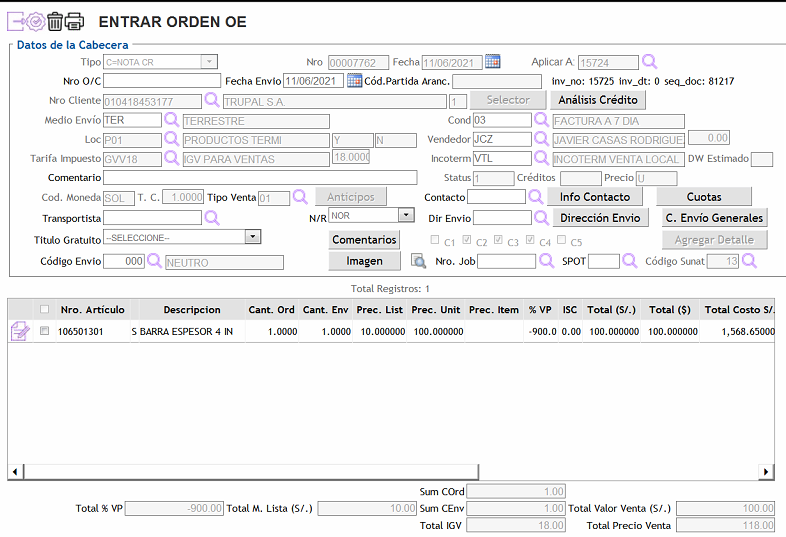 ENTRAR ORDEN OE
Datos de la Cabecera
Tipo C=NOTA CR Nro 00007762 Fecha 11/06/2021 Aplicar A: 15724
Nro O/C Fecha Envio 11/06/2021 Cód.Partida Aranc. inv_no: 15725 inv_dt: 0 seq_doc: 81217
Nro Cliente 010418453177 TRUPAL S.A. 1 Selector Análisis Crédito
Medio Envío TER TERRESTRE Cond 03 FACTURA A 7 DIA
Loc P01 PRODUCTOS TERMI Y N Vendedor JCZ JAVIER CASAS RODRIGUE. 0.00
Tarifa Impuesto GVV18 IGV PARA VENTAS 18.0000 Incoterm VTL INCOTERM VENTA LOCAL DW Estimado
Comentario Status 1 Créditos Precio U
Cod. Moneda SOL T. C. 1.0000 Tipo Venta 01 Anticipos Contacto Info Contacto Cuotas
Transportista N/R NOR Dir Envio Dirección Envio C. Envío Generales
Titulo Gratuito --SELECCIONE-- Comentarios C1 C2 C3 C4 C5 Agregar Detalle
Código Envio 000 NEUTRO Imagen Nro. Job SPOT Código Sunat 13
Total Registros: 1
Nro. Artículo Descripcion Cant. Ord Cant. Env Prec. List Prec. Unit Prec. Item % VP ISC Total (S/.) Total ($) Total Costo S/.
106501301 S BARRA ESPESOR 4 IN 1.0000 1.0000 10.000000 100.000000 -900.0 0.00 100.000000 100.000000 1,568.65000
Sum COrd 1.00
Total % VP -900.00 Total M. Lista (S/.) 10.00 Sum CEnv 1.00 Total Valor Venta (S/.) 100.00
Total IGV 18.00 Total Precio Venta 118.00